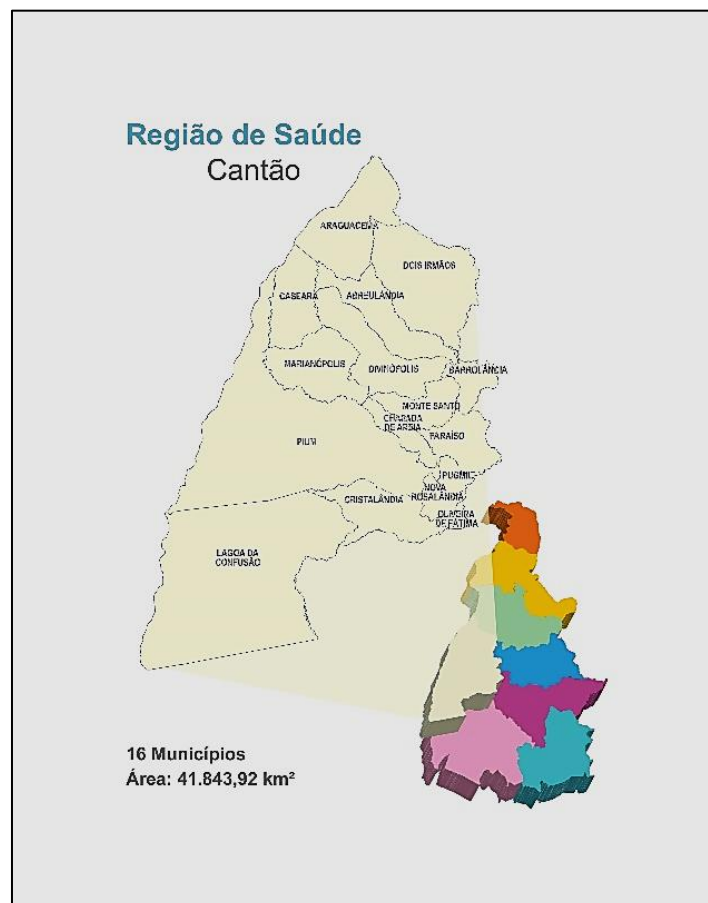 Região de Saúde
Cantão
ARAGUACEMA
DOIS IRMÃOS
CASEARA
ABREULÂNDIA
MARIANÓPOLIS
DIVINÓPOLIS
BARROLÂNDIA
MONTE SANTO
CHAPADA
DE AREIA
PARAÍSO
PIUM
PUGMIL
NOVA
ROSALÂNDIA
CRISTALÂNDIA
OLIVEIRA
DE FÁTIMA
LAGOA DA
CONFUSÃO
16 Municípios
Área: 41.843,92 km²